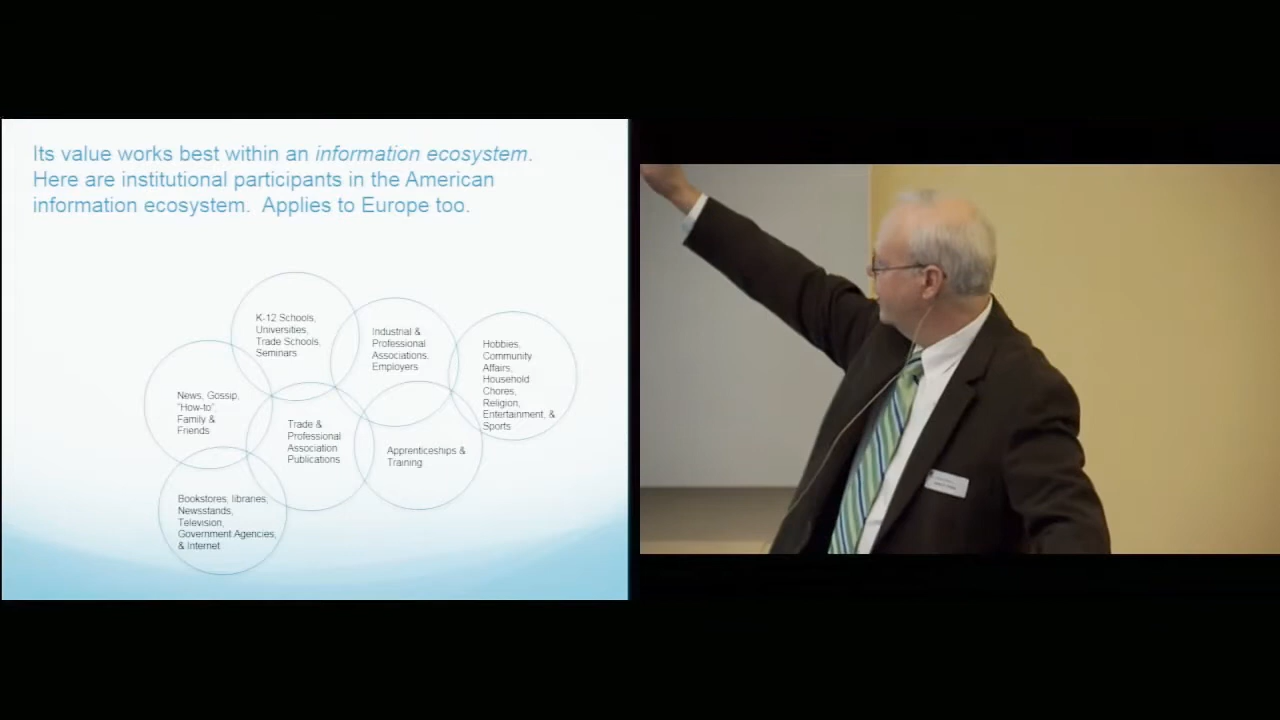 Its value works best within an information ecosystem.
Here are institutional participants in the American
information ecosystem. Applies to Europe too.
K-12 Schools,
Universities,
Trade Schools,
Seminars
Industrial &
Professional
Associations,
Employers
Hobbies,
Community
Affairs,
Household
Chores,
Religion,
Entertainment, &
Sports
News, Gossip,
"How-to",
Family &
Friends
Trade &
Professional
Association
Publications
Apprenticeships &
Training
Bookstores, libraries,
Newsstands,
Television,
Government Agencies,
& Internet